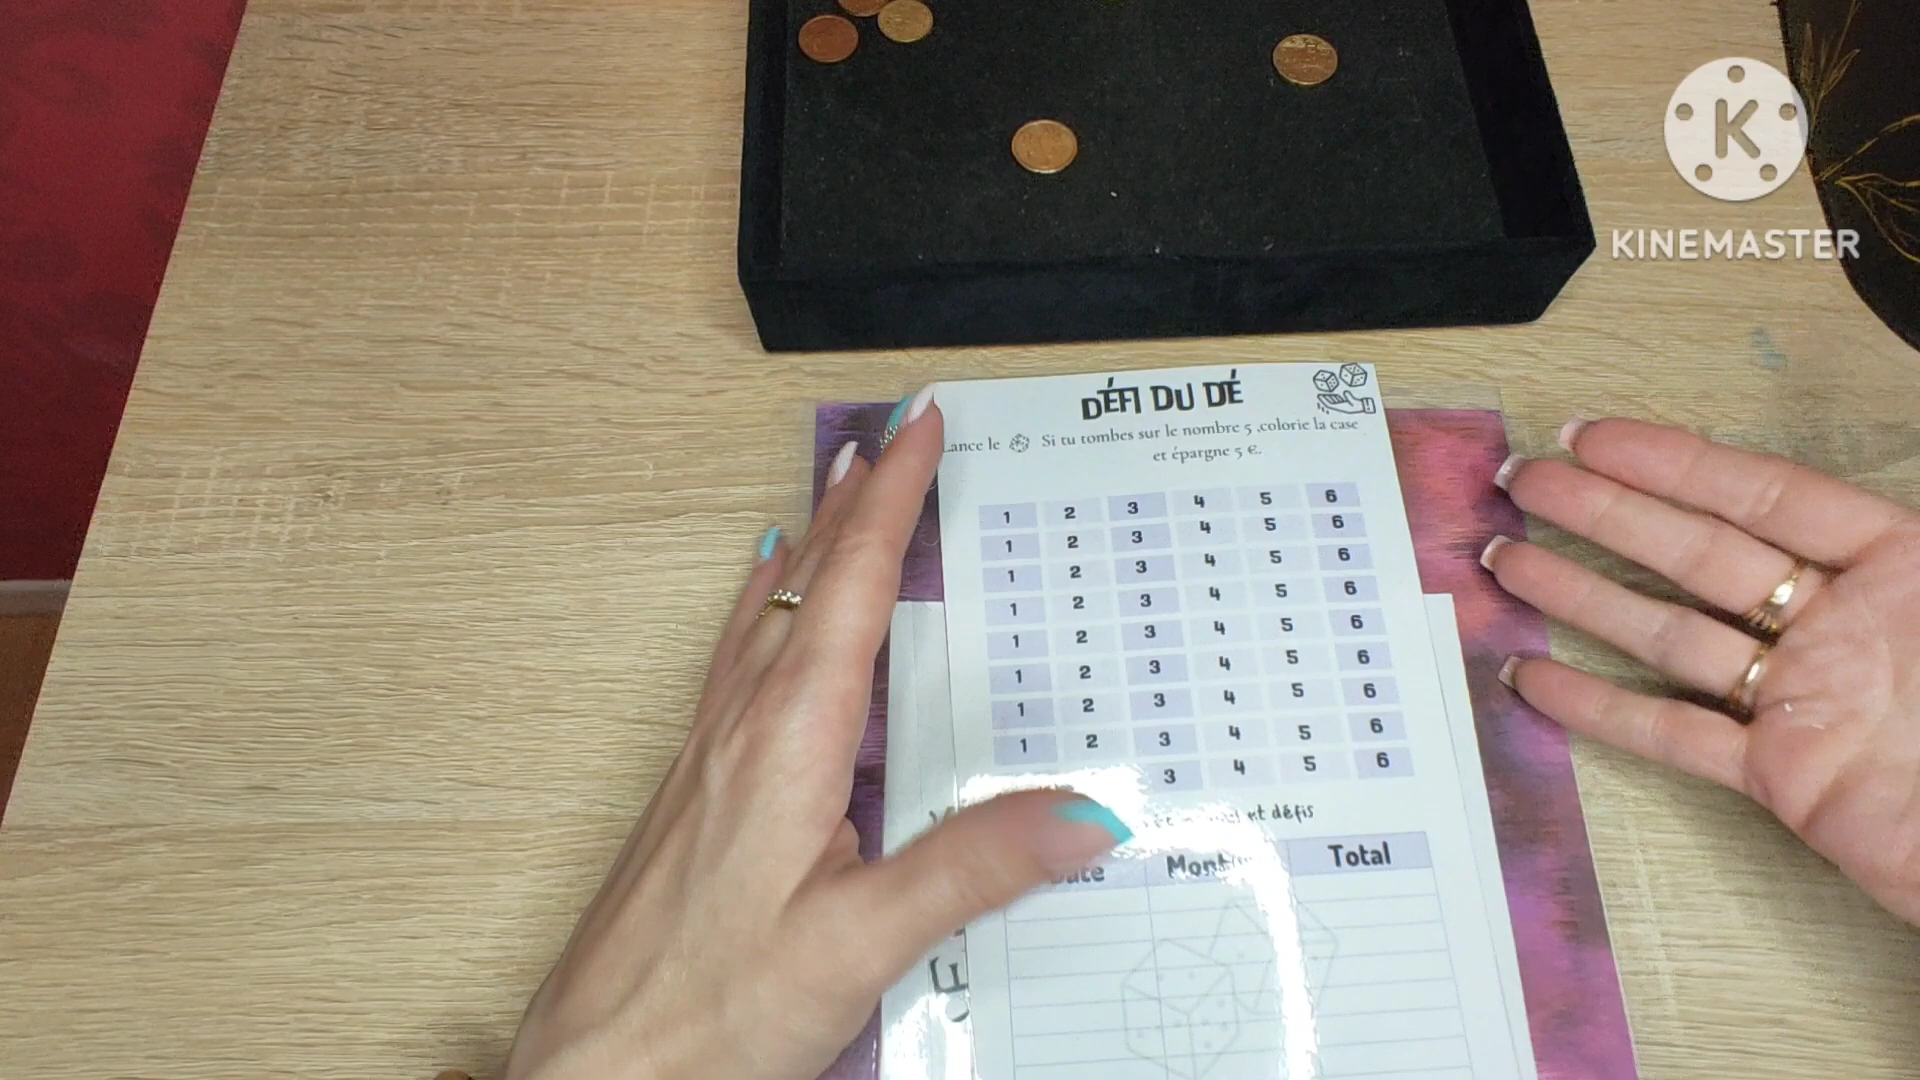 KINEMASTER
DÉFI DU DÉ
Lance le Si tu tombes sur le nombre 5 ,colorie la case
et épargne 5 €.
1 2 3 4 5 6
1 2 3 4 5 6
1 2 3 4 5 6
1 2 3 4 5 6
1 2 3 4 5 6
1 2 3 4 5 6
1 2 3 4 5 6
1 2 3 4 5 6
3 4 5 6
et défis
Date Total